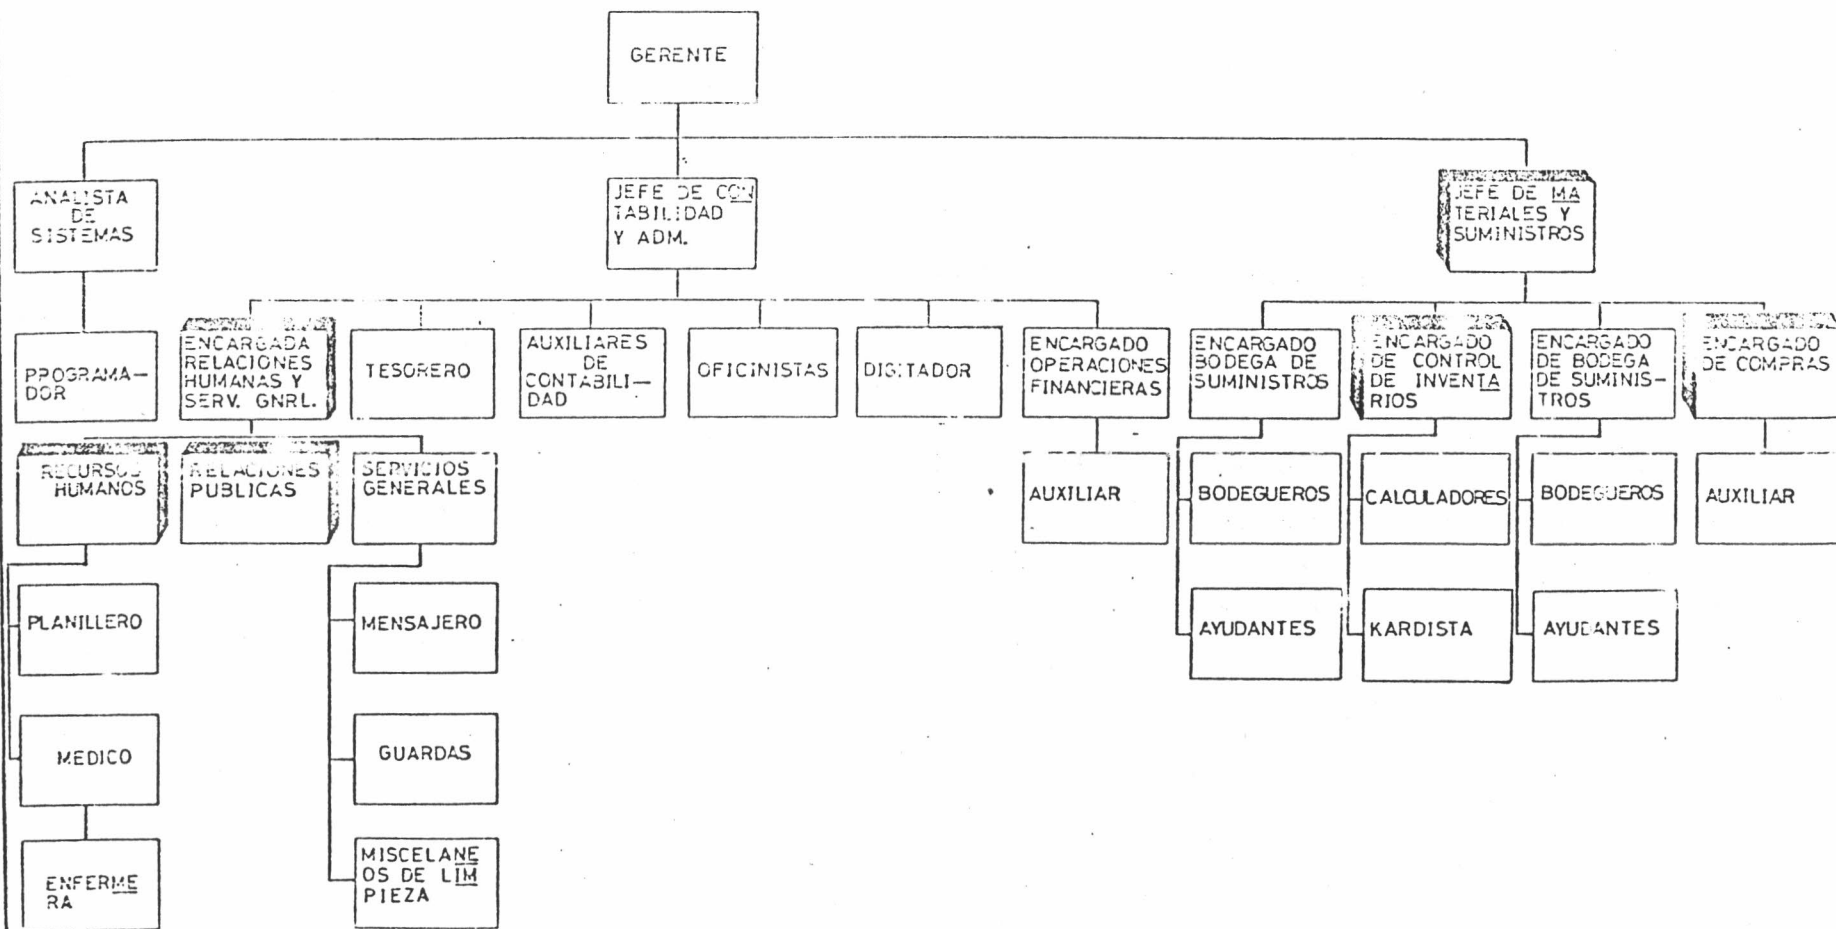 GERENTE
ANALISTA
DE
SISTEMAS
JEFE DE CON
TABILIDAD
Y ADM.
JEFE DE MA
TERIALES Y
SUMINISTROS
PROGRAMA—
DOR
ENCARGADA
RELACIONES
HUMANAS Y
SERV. GNRL.
TESORERO
AUXILIARES
DE
CONTABILI—
DAD
OFICINISTAS
DIGITADOR
ENCARGADO
OPERACIONES
FINANCIERAS
ENCARGADO
BODEGA DE
SUMINISTROS
ENCARGADO
DE CONTROL
DE INVENTA
RIOS
ENCARGADO
DE BODEGA
DE SUMINIS-
TROS
ENCARGADO
DE COMPRAS
RECURSOS
HUMANOS
RELACIONES
PUBLICAS
SERVICIOS
GENERALES
AUXILIAR
BODEGUEROS
CALCULADORES
BODEGUEROS
AUXILIAR
PLANILLERO
MENSAJERO
AYUDANTES
KARDISTA
AYUDANTES
MEDICO
GUARDAS
ENFERME
RA
MISCELANE
OS DE LIM
PIEZA